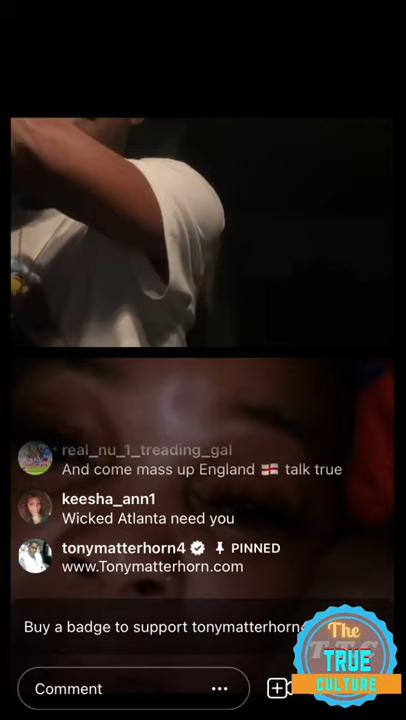 real_nu_1_treading_gal
And come mass up England 🏴󠁧󠁢󠁥󠁮󠁧󠁿 talk true
keesha_ann1
Wicked Atlanta need you
tonymatterhorn4 PINNED
www.Tonymatterhorn.com
Buy a badge to support tonymatterhorn4
Comment
The
TRUE
CULTURE